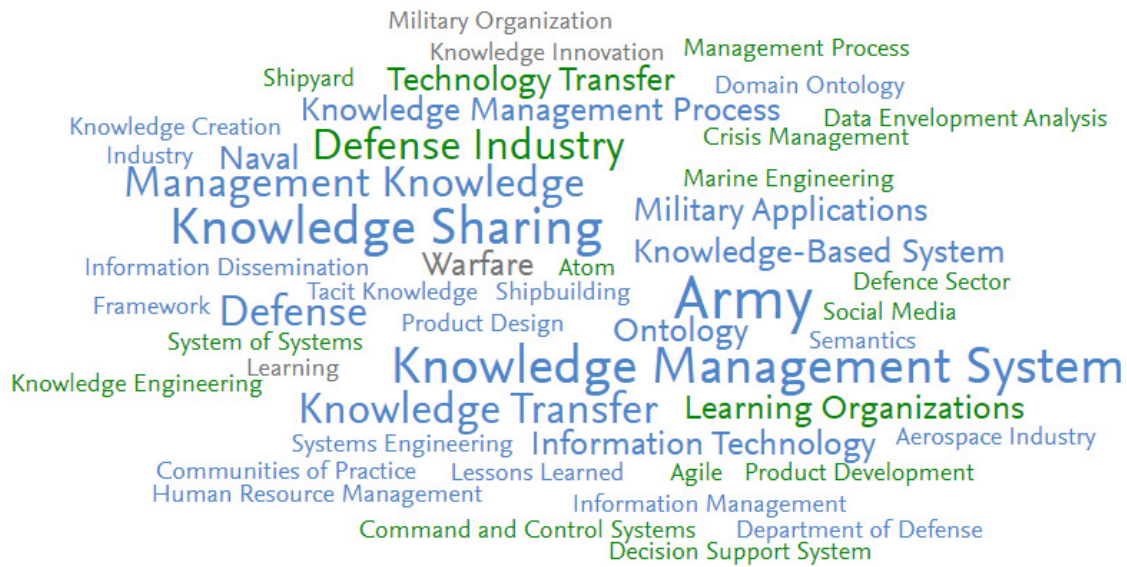 Military Organization
Knowledge Innovation
Management Process
Shipyard
Technology Transfer
Domain Ontology
Knowledge Management Process
Data Envelopment Analysis
Knowledge Creation
Defense Industry
Crisis Management
Industry
Naval
Management Knowledge
Marine Engineering
Knowledge Sharing
Military Applications
Knowledge-Based System
Information Dissemination
Warfare
Atom
Defence Sector
Framework
Defense
Tacit Knowledge
Shipbuilding
Army
Social Media
Product Design
Ontology
Semantics
System of Systems
Learning
Knowledge Management System
Knowledge Engineering
Knowledge Transfer
Learning Organizations
Systems Engineering
Information Technology
Aerospace Industry
Communities of Practice
Lessons Learned
Agile
Product Development
Human Resource Management
Information Management
Command and Control Systems
Department of Defense
Decision Support System